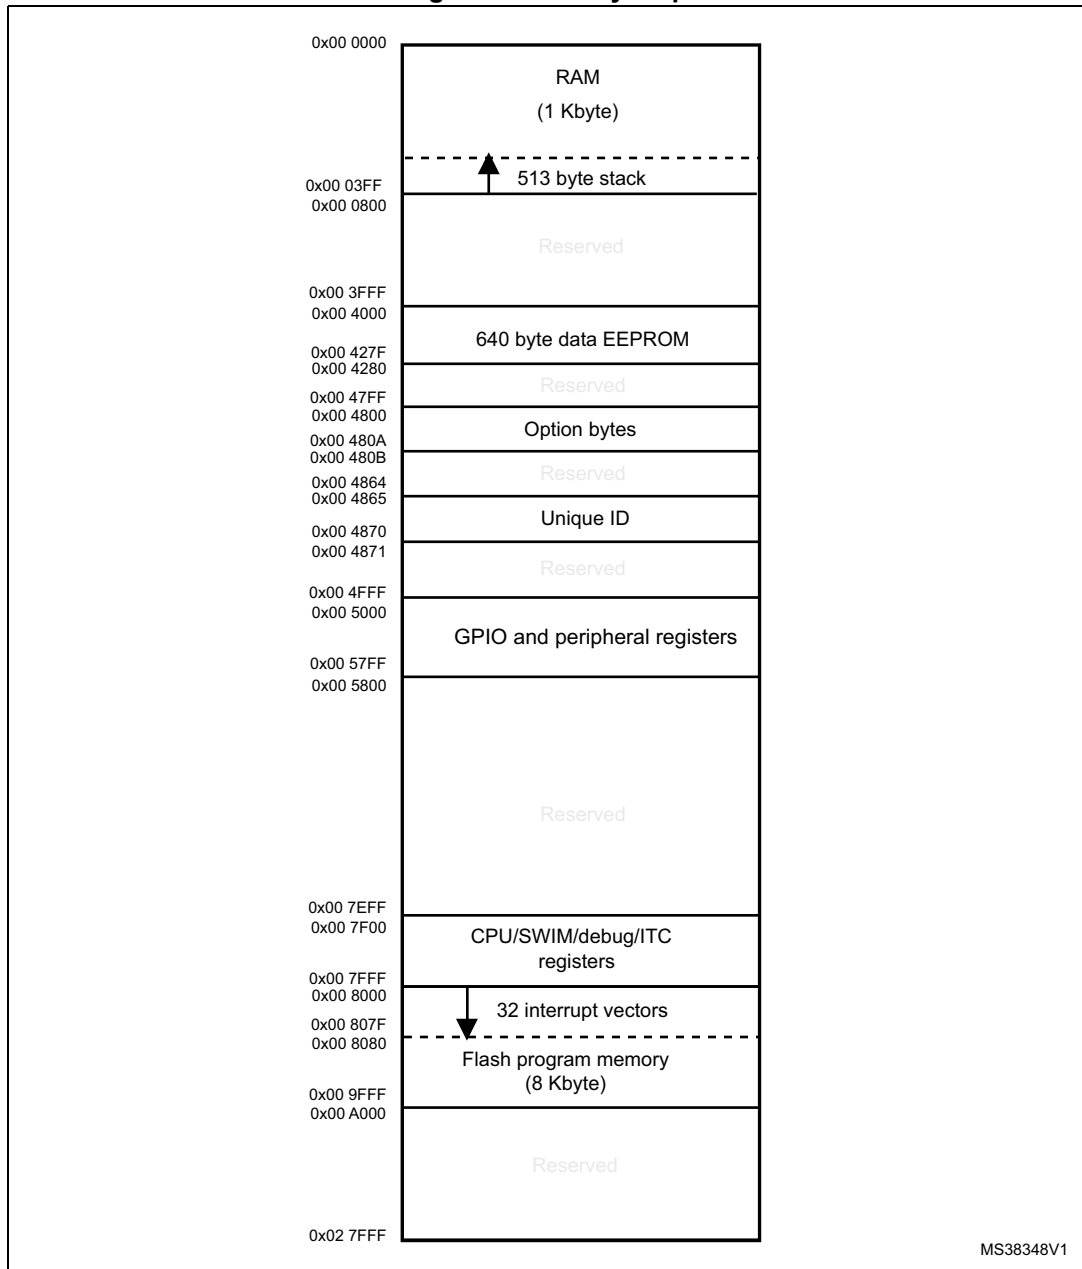 0x00 0000
RAM
(1 Kbyte)
513 byte stack
0x00 03FF
0x00 0800
Reserved
0x00 3FFF
0x00 4000
640 byte data EEPROM
0x00 427F
0x00 4280
Reserved
0x00 47FF
0x00 4800
Option bytes
0x00 480A
0x00 480B
Reserved
0x00 4864
0x00 4865
Unique ID
0x00 4870
0x00 4871
Reserved
0x00 4FFF
0x00 5000
GPIO and peripheral registers
0x00 57FF
0x00 5800
Reserved
0x00 7EFF
0x00 7F00
CPU/SWIM/debug/ITC
registers
0x00 7FFF
0x00 8000
32 interrupt vectors
0x00 807F
0x00 8080
Flash program memory
(8 Kbyte)
0x00 9FFF
0x00 A000
Reserved
0x02 7FFF
MS38348V1